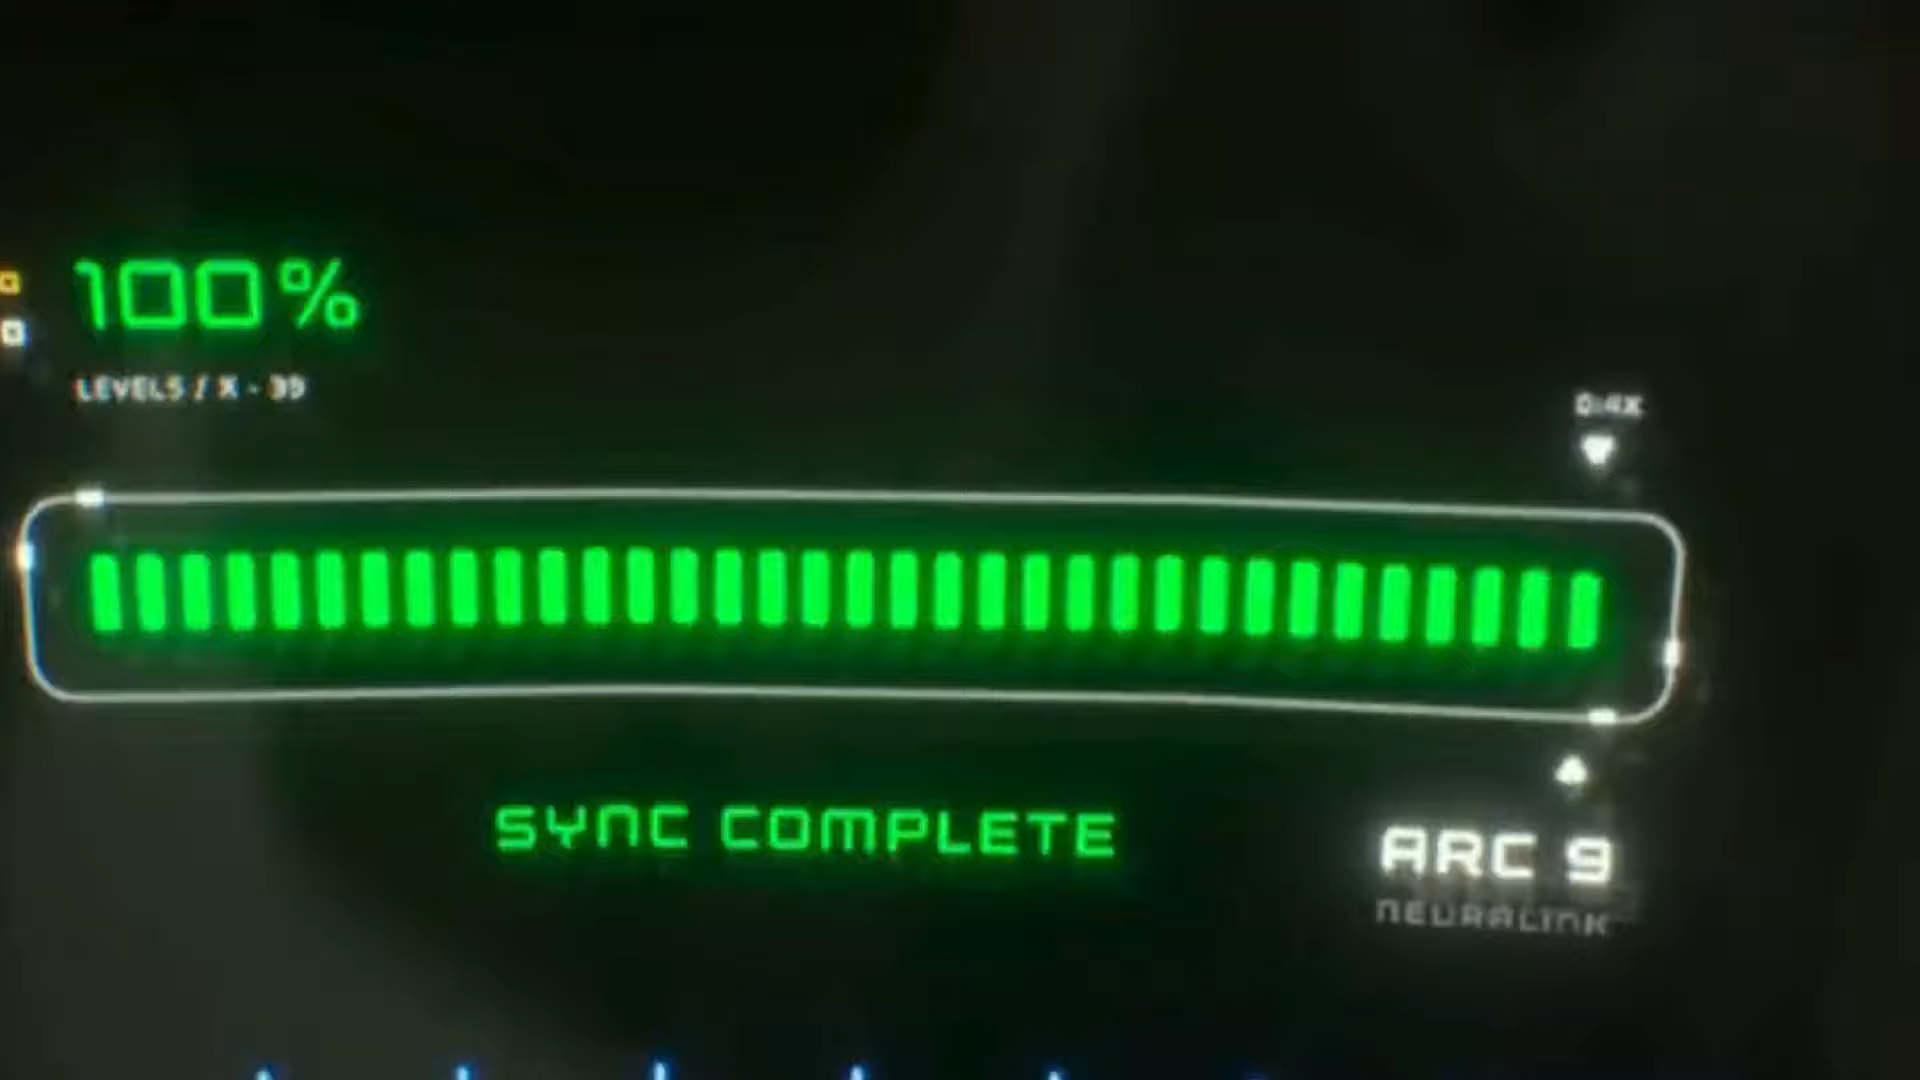 100%
LEVELS / X - 39
0:4X
SYNC COMPLETE
ARC 9
NEURALINK